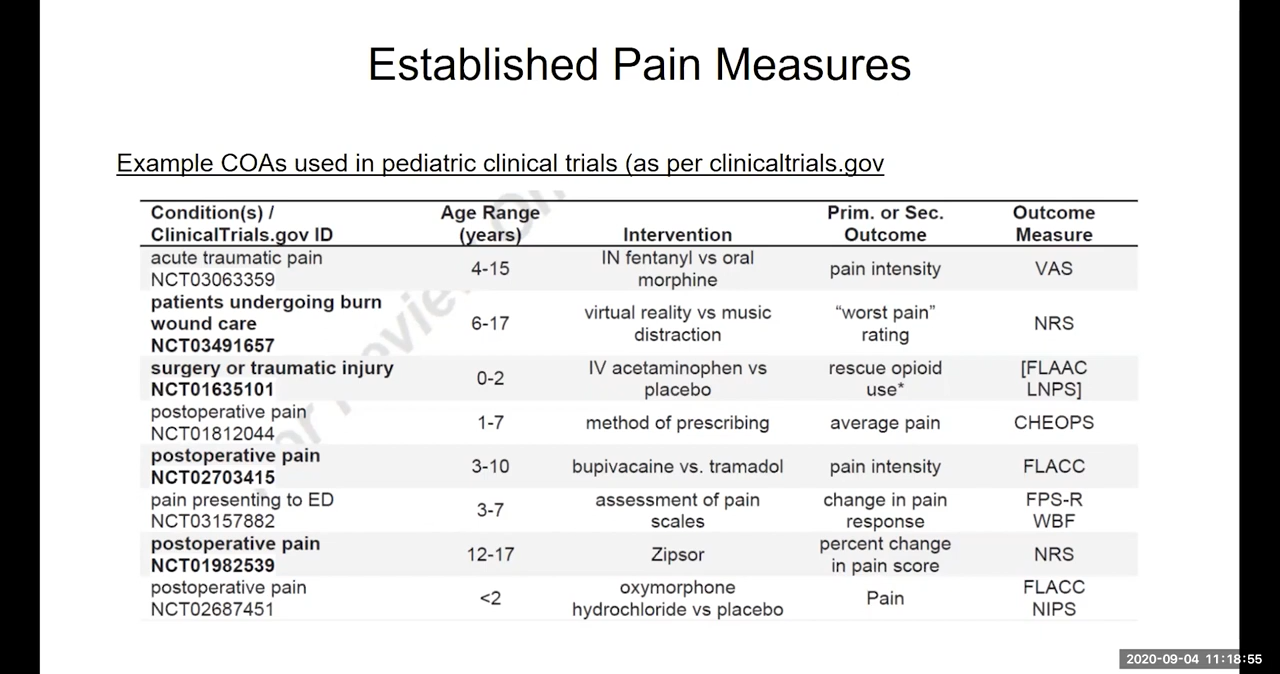 Established Pain Measures
Example COAs used in pediatric clinical trials (as per clinicaltrials.gov
Condition(s) / ClinicalTrials.gov ID Age Range (years) Intervention Prim. or Sec. Outcome Outcome Measure
acute traumatic pain NCT03063359 4-15 IN fentanyl vs oral morphine pain intensity VAS
patients undergoing burn wound care NCT03491657 6-17 virtual reality vs music distraction “worst pain” rating NRS
surgery or traumatic injury NCT01635101 0-2 IV acetaminophen vs placebo rescue opioid use* [FLAAC LNPS]
postoperative pain NCT01812044 1-7 method of prescribing average pain CHEOPS
postoperative pain NCT02703415 3-10 bupivacaine vs. tramadol pain intensity FLACC
pain presenting to ED NCT03157882 3-7 assessment of pain scales change in pain response FPS-R WBF
postoperative pain NCT01982539 12-17 Zipsor percent change in pain score NRS
postoperative pain NCT02687451 <2 oxymorphone hydrochloride vs placebo Pain FLACC NIPS
2020-09-04 11:18:55